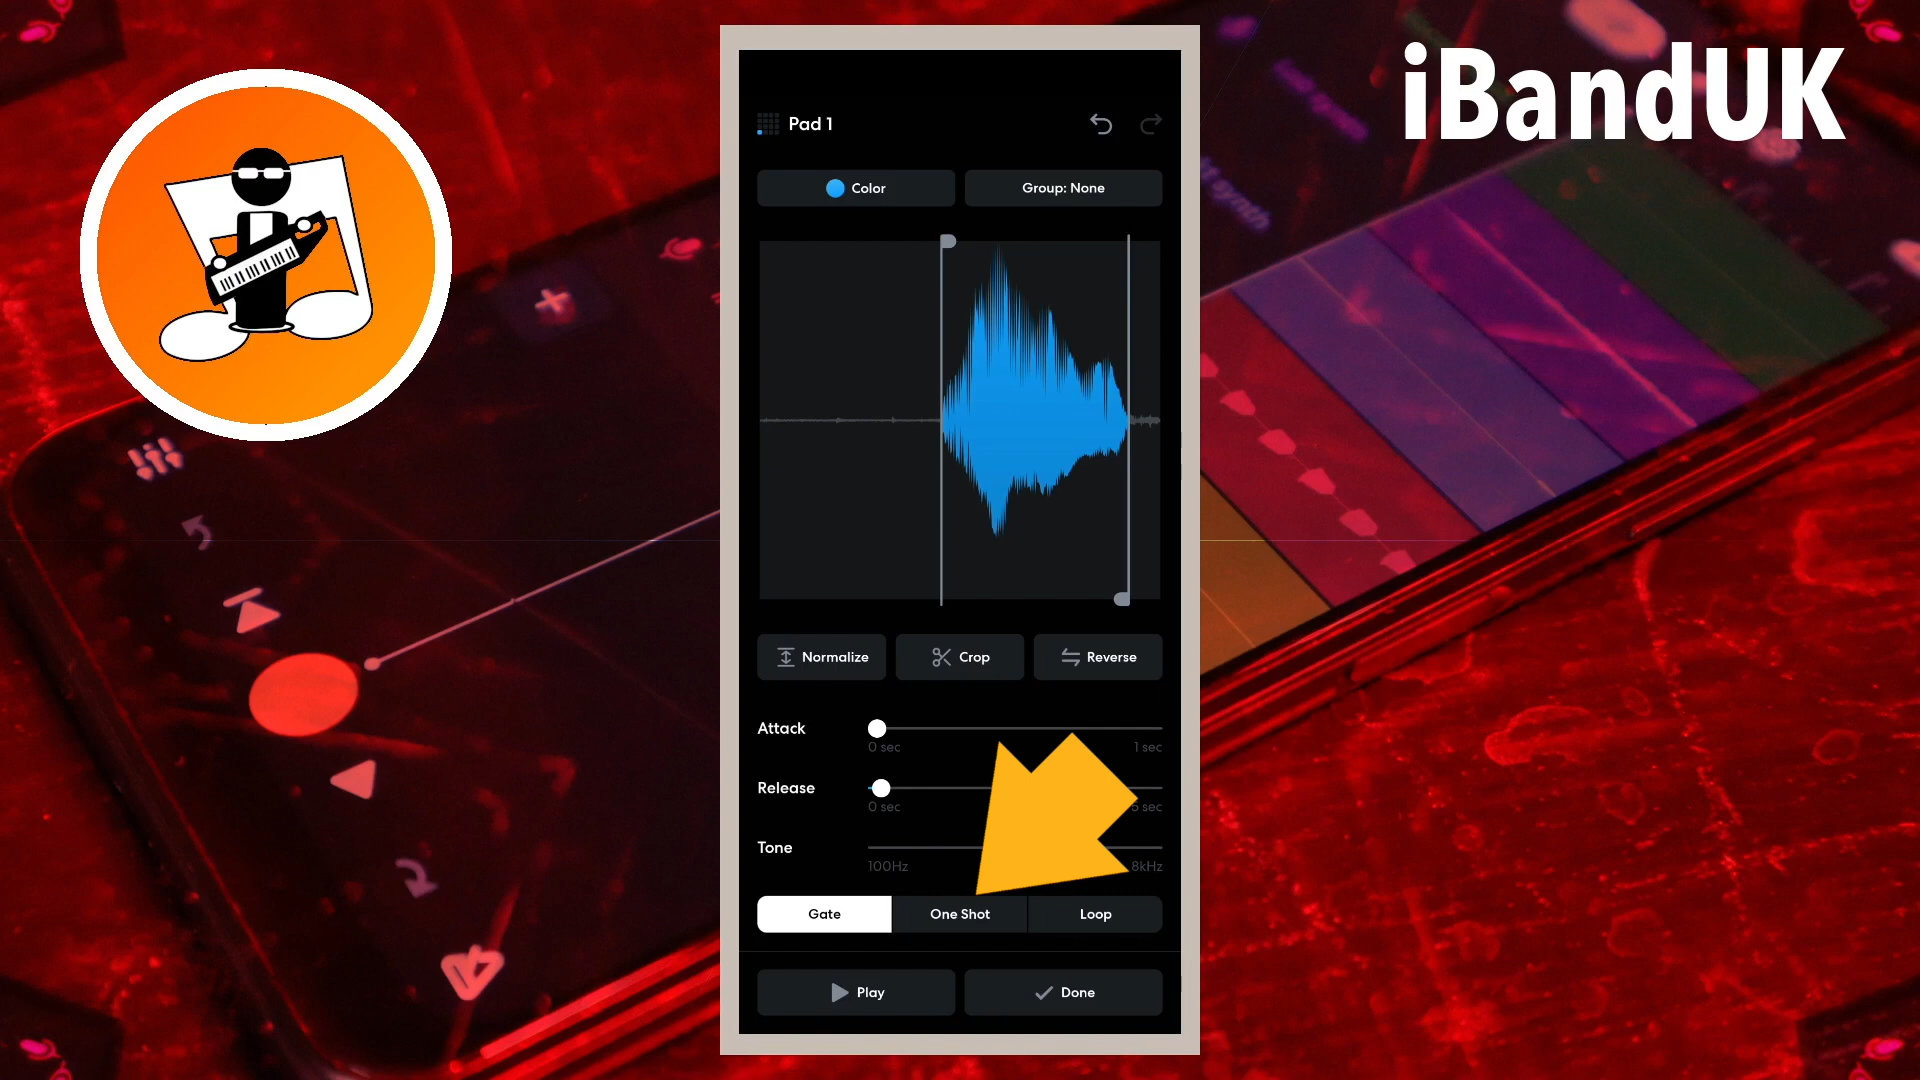 iBandUK
Pad 1
Color
Group: None
Normalize
Crop
Reverse
Attack
0 sec
1 sec
Release
0 sec
sec
Tone
100Hz
8kHz
Gate
One Shot
Loop
Play
Done